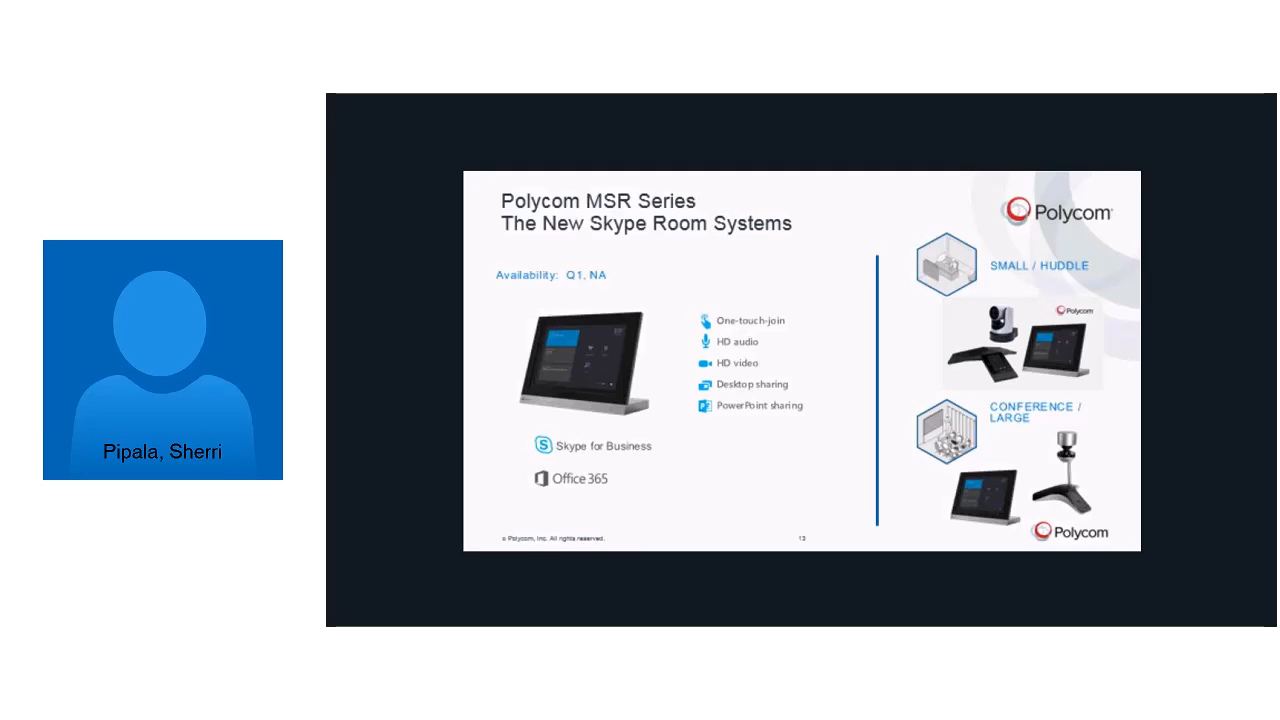 Pipala, Sherri
Polycom MSR Series
The New Skype Room Systems
Polycom
Availability: Q1, NA
One-touch-join
HD audio
HD video
Desktop sharing
PowerPoint sharing
Skype for Business
Office 365
SMALL / HUDDLE
Polycom
CONFERENCE /
LARGE
Polycom
© Polycom, Inc. All rights reserved.
13